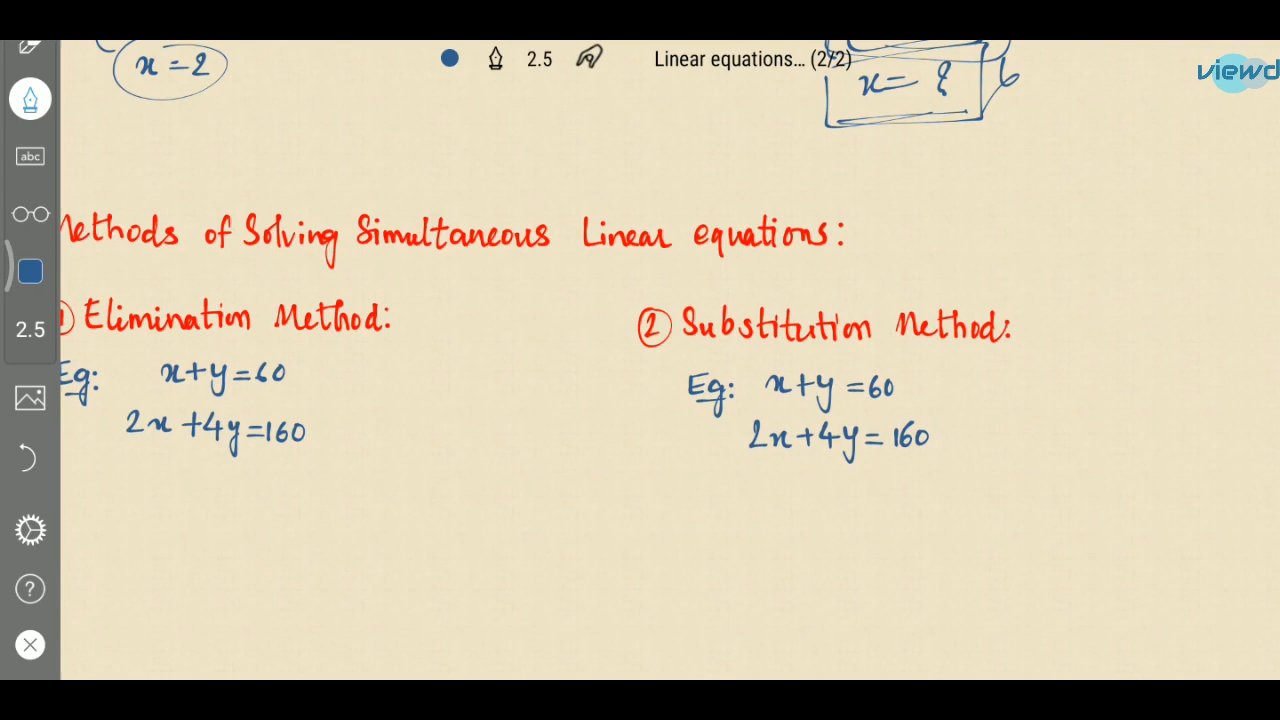 x=2
2.5
Linear equations... (2/2)
viewd
x=
abc
2.5
Methods of Solving Simultaneous Linear equations:
① Elimination Method:
Eg: x+y=60
2x+4y=160
② Substitution Method:
Eg: x+y=60
2x+4y=160
?